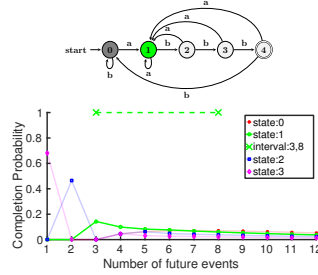 a
a
a
start
0
a
1
b
2
b
3
b
4
b
a
b
Completion Probability
1
0.8
0.6
0.4
0.2
0
state:0
state:1
interval:3,8
state:2
state:3
1 2 3 4 5 6 7 8 9 10 11 12
Number of future events